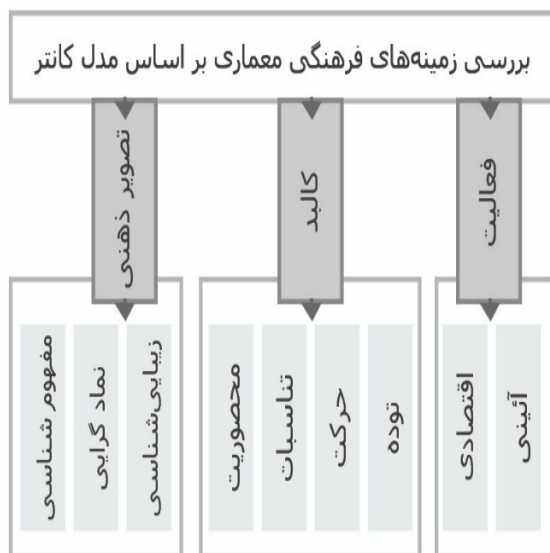 بررسی زمینه‌های فرهنگی معماری بر اساس مدل کانتر
فعالیت
کالبد
تصویر ذهنی
آئینی
اقتصادی
توده
حرکت
تناسبات
محصوریت
زیبایی‌شناسی
نماد گرایی
مفهوم شناسی